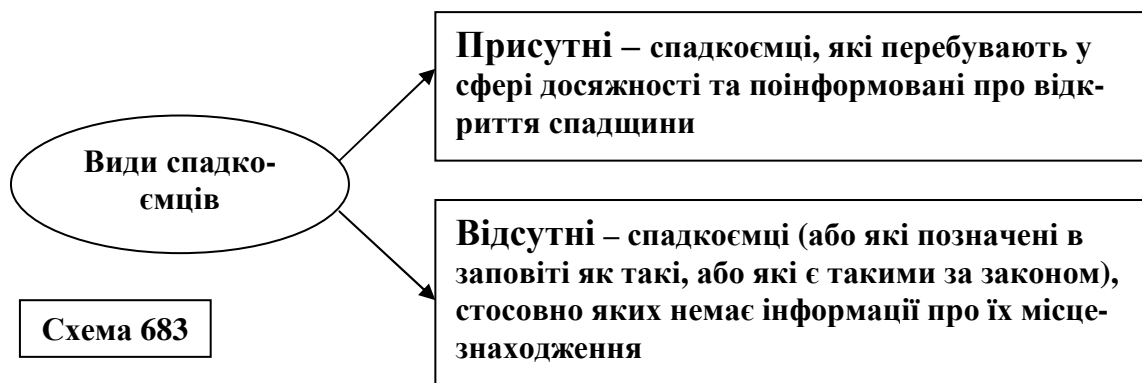 Присутні – спадкоємці, які перебувають у
сфері досяжності та поінформовані про відк-
риття спадщини
Види спадко-
ємців
Відсутні – спадкоємці (або які позначені в
заповіті як такі, або які є такими за законом),
стосовно яких немає інформації про їх місце-
знаходження
Схема 683